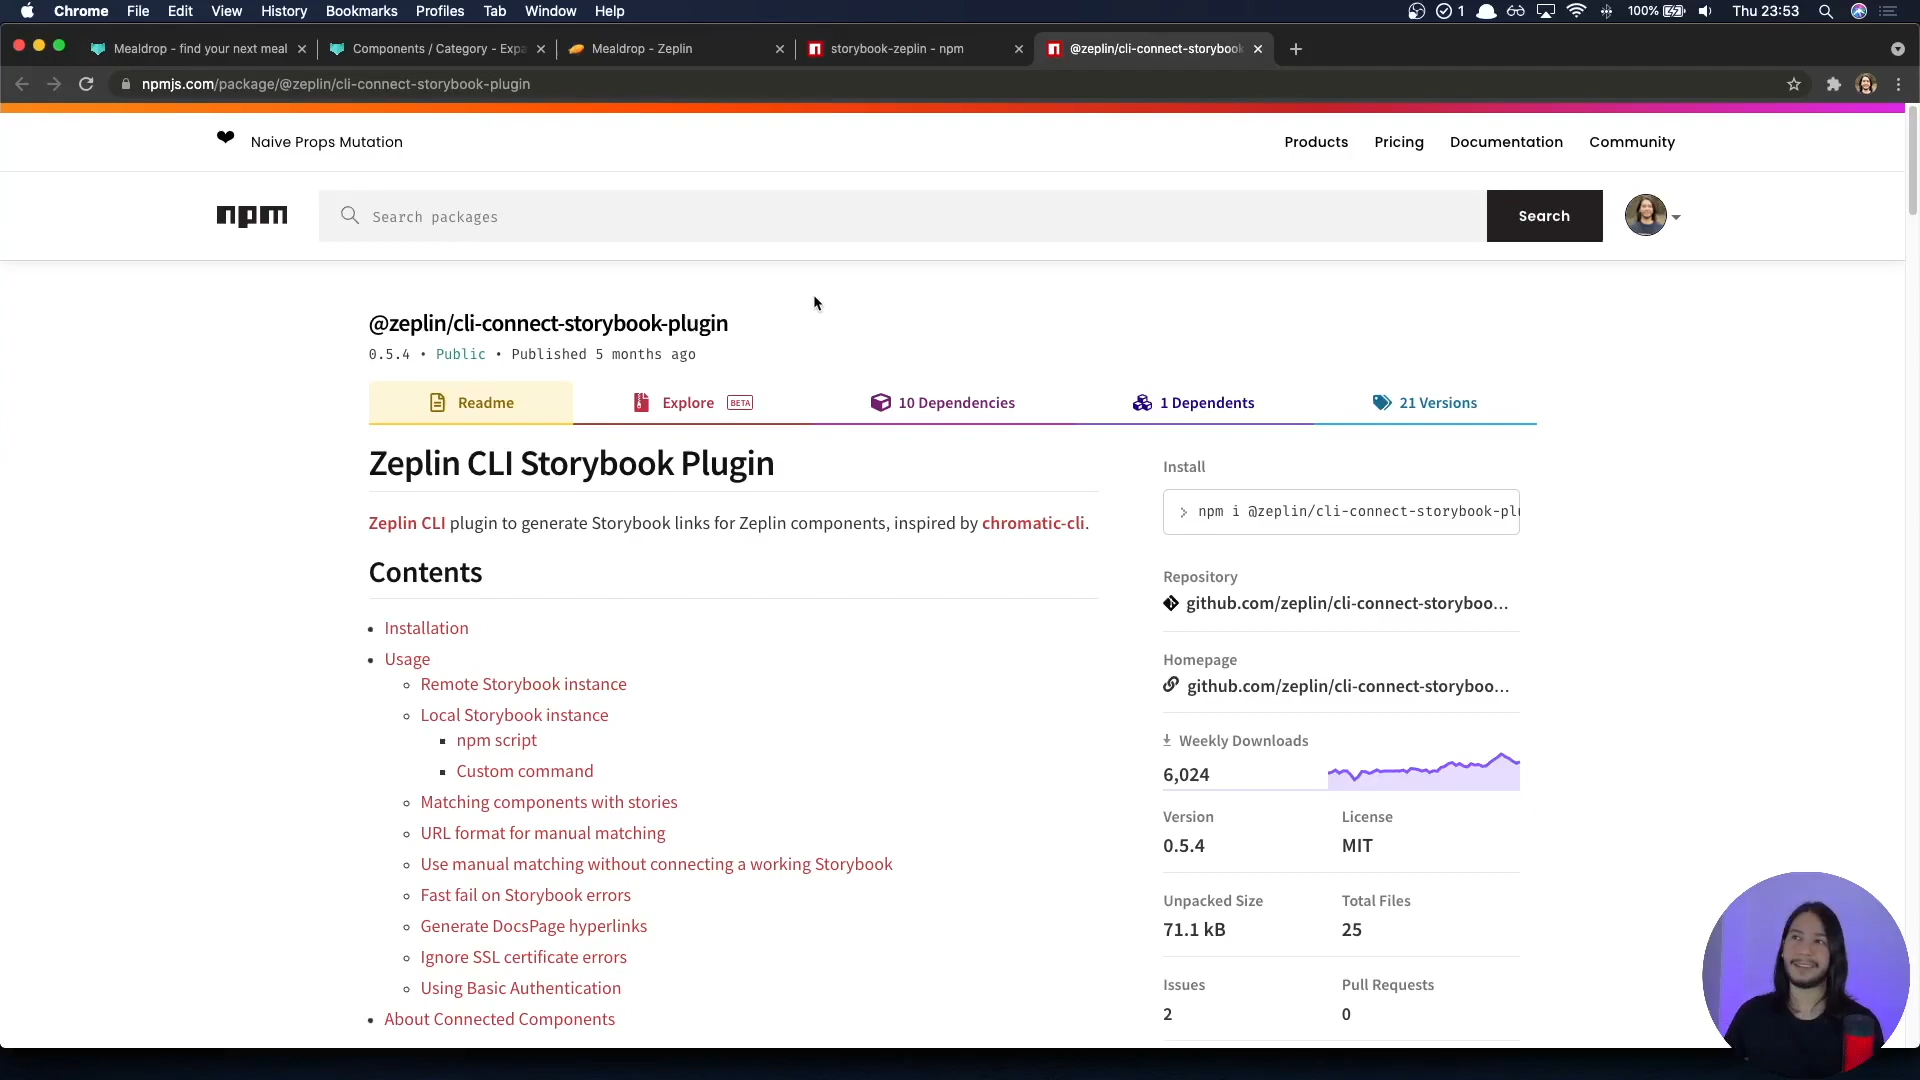 Chrome File Edit View History Bookmarks Profiles Tab Window Help 1 100% Thu 23:53
Mealdrop - find your next meal Components / Category - Expa Mealdrop - Zeplin storybook-zeplin - npm @zeplin/cli-connect-storybook
npmjs.com/package/@zeplin/cli-connect-storybook-plugin
Naive Props Mutation Products Pricing Documentation Community
npm Search packages Search
@zeplin/cli-connect-storybook-plugin
0.5.4 • Public • Published 5 months ago
Readme Explore BETA 10 Dependencies 1 Dependents 21 Versions
Zeplin CLI Storybook Plugin
Zeplin CLI plugin to generate Storybook links for Zeplin components, inspired by chromatic-cli.
Contents
Installation
Usage
Remote Storybook instance
Local Storybook instance
npm script
Custom command
Matching components with stories
URL format for manual matching
Use manual matching without connecting a working Storybook
Fast fail on Storybook errors
Generate DocsPage hyperlinks
Ignore SSL certificate errors
Using Basic Authentication
About Connected Components
Install
> npm i @zeplin/cli-connect-storybook-plu
Repository
github.com/zeplin/cli-connect-storyboo...
Homepage
github.com/zeplin/cli-connect-storyboo...
Weekly Downloads
6,024
Version License
0.5.4 MIT
Unpacked Size Total Files
71.1 kB 25
Issues Pull Requests
2 0